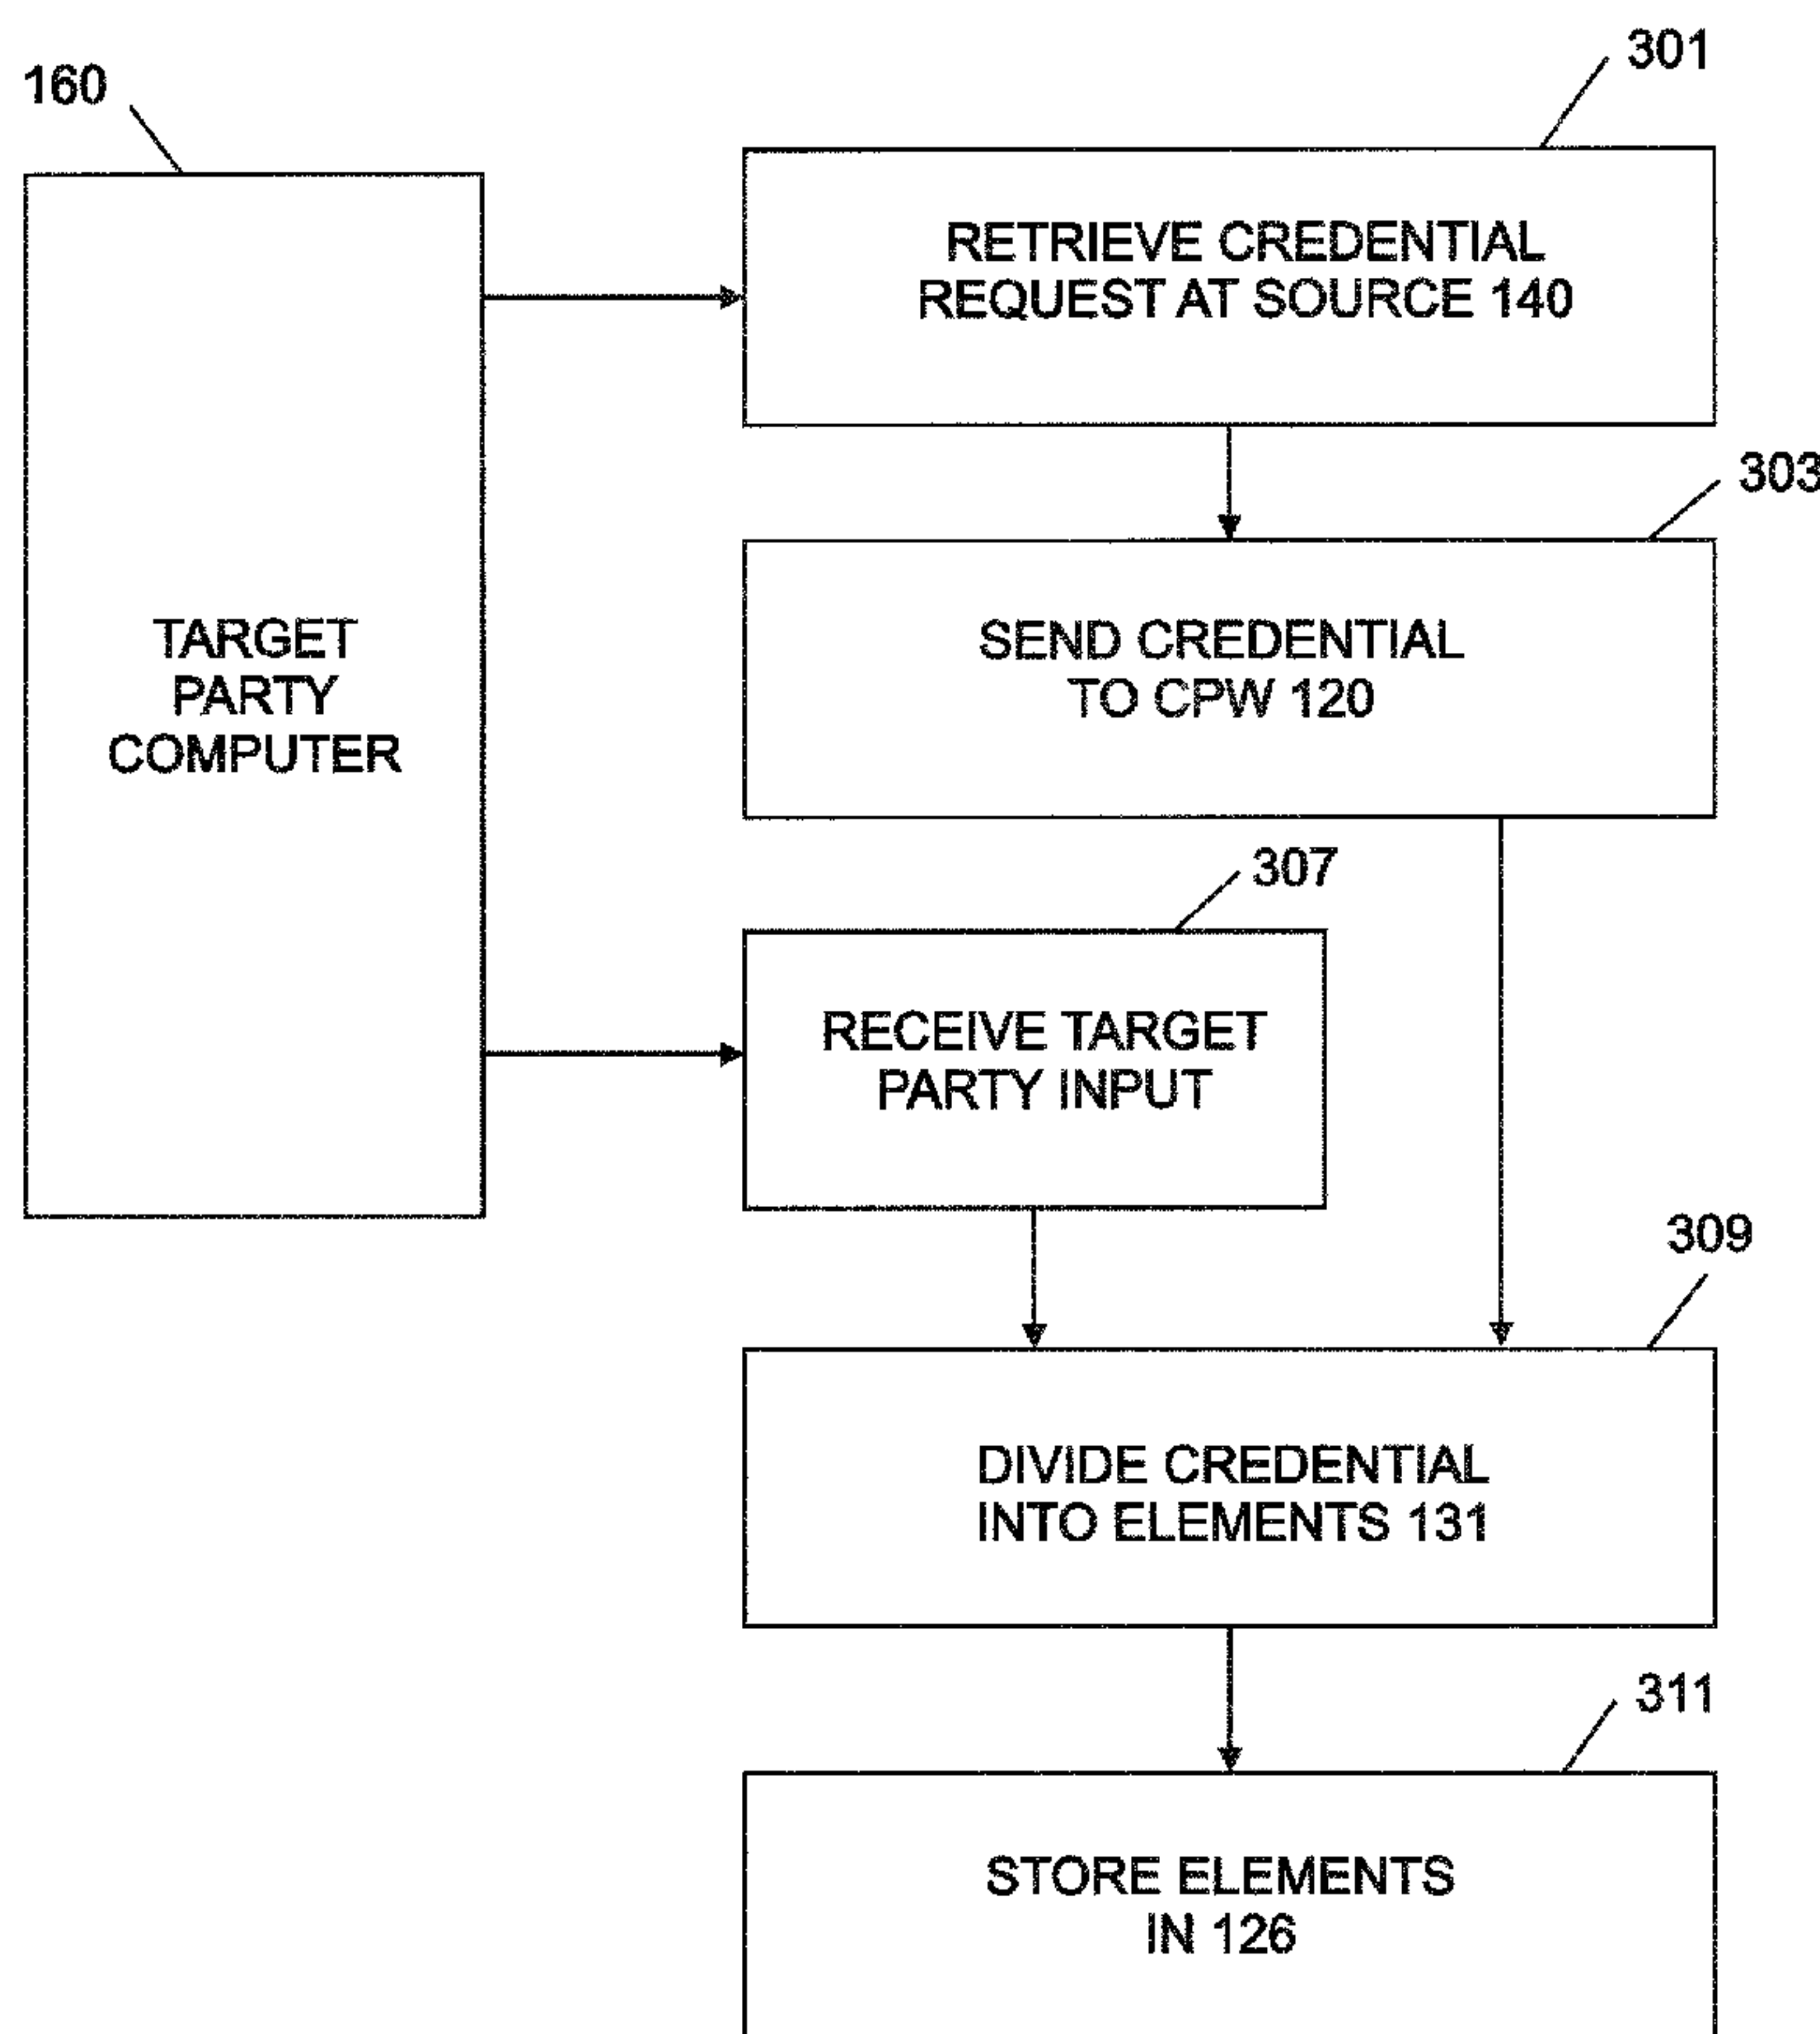 160
301
RETRIEVE CREDENTIAL
REQUEST AT SOURCE 140
303
SEND CREDENTIAL
TO CPW 120
TARGET
PARTY
COMPUTER
307
RECEIVE TARGET
PARTY INPUT
309
DIVIDE CREDENTIAL
INTO ELEMENTS 131
311
STORE ELEMENTS
IN 126